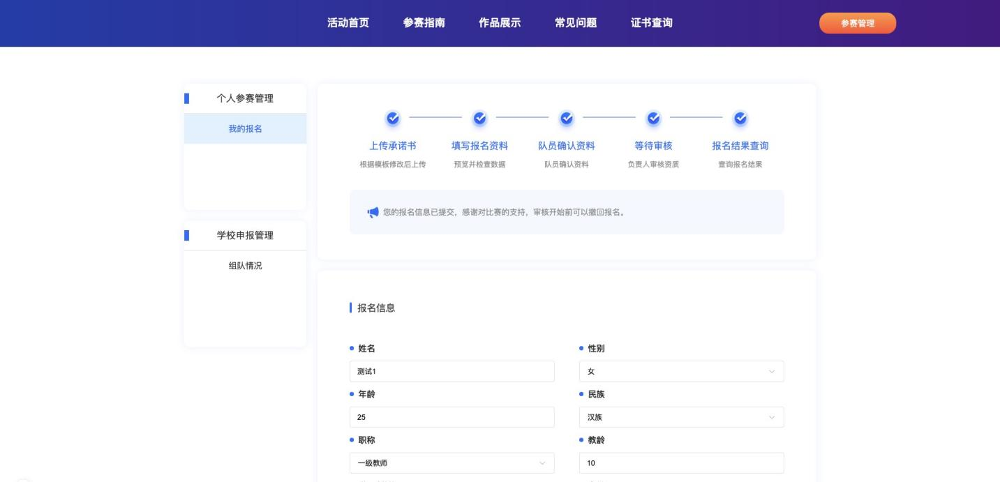 活动首页 参赛指南 作品展示 常见问题 证书查询 参赛管理
个人参赛管理
我的报名
学校申报管理
组队情况
上传承诺书 填写报名资料 队员确认资料 等待审核 报名结果查询
根据模板修改后上传 预览并检查数据 队员确认资料 负责人审核资质 查询报名结果
您的报名信息已提交，感谢对比赛的支持，审核开始前可以撤回报名。
报名信息
姓名 性别
测试1 女
年龄 民族
25 汉族
职称 教龄
一级教师 10